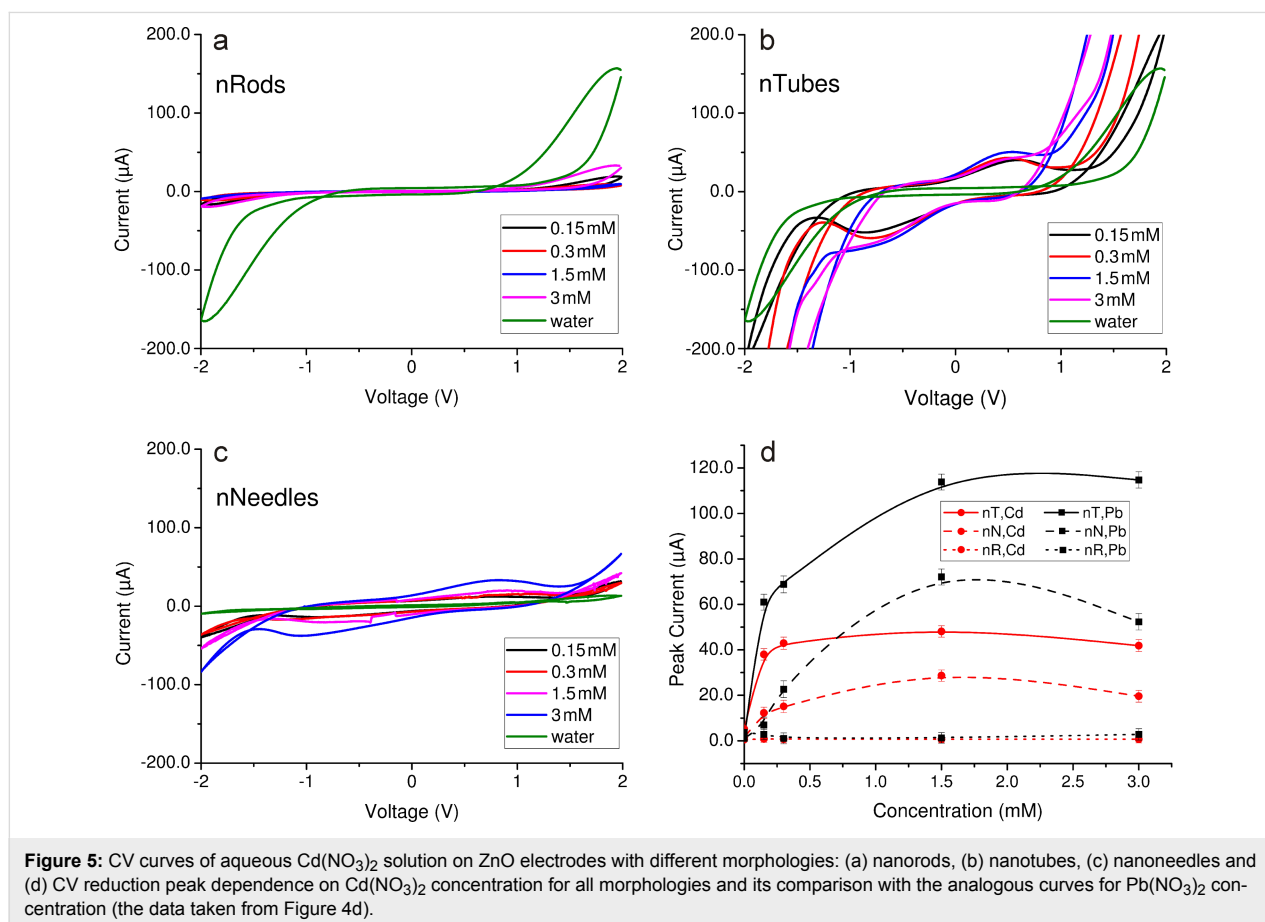 a
nRods
200.0
100.0
0.0
-100.0
-200.0
Current (µA)
-2
-1
0
1
2
Voltage (V)
0.15 mM
0.3 mM
1.5 mM
3 mM
water
b
nTubes
200.0
100.0
0.0
-100.0
-200.0
Current (µA)
-2
-1
0
1
2
Voltage (V)
0.15 mM
0.3 mM
1.5 mM
3 mM
water
c
nNeedles
200.0
100.0
0.0
-100.0
-200.0
Current (µA)
-2
-1
0
1
2
Voltage (V)
0.15 mM
0.3 mM
1.5 mM
3 mM
water
d
120.0
100.0
80.0
60.0
40.0
20.0
0.0
Peak Current (µA)
0.0
0.5
1.0
1.5
2.0
2.5
3.0
Concentration (mM)
nT,Cd nT,Pb
nN,Cd nN,Pb
nR,Cd nR,Pb
Figure 5: CV curves of aqueous Cd(NO₃)₂ solution on ZnO electrodes with different morphologies: (a) nanorods, (b) nanotubes, (c) nanoneedles and
(d) CV reduction peak dependence on Cd(NO₃)₂ concentration for all morphologies and its comparison with the analogous curves for Pb(NO₃)₂ con-
centration (the data taken from Figure 4d).